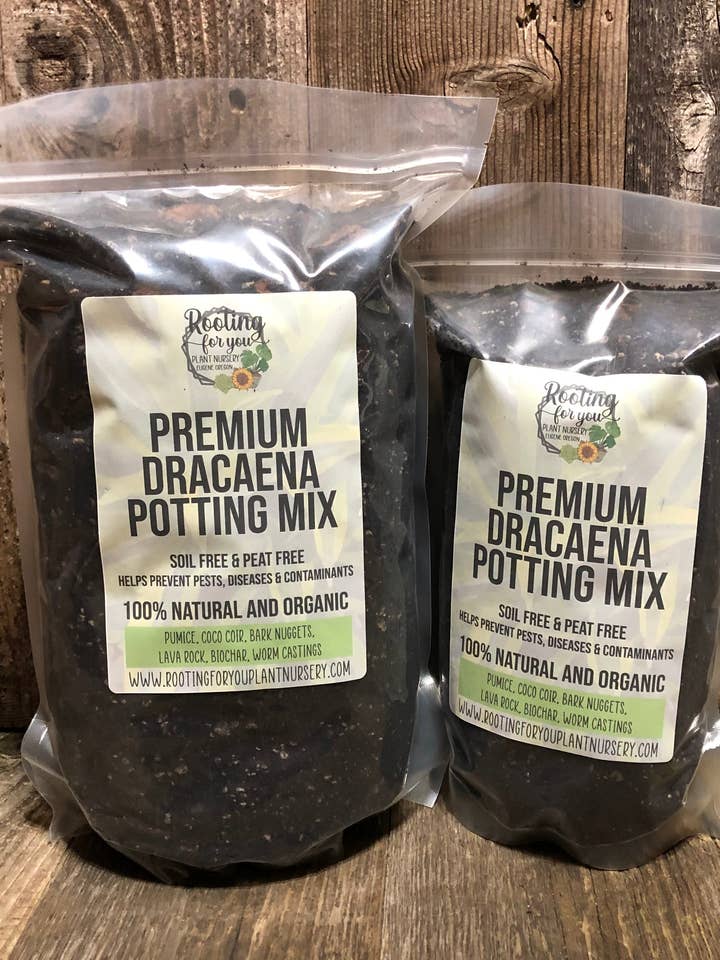 Rooting
for you
PLANT NURSERY
EUGENE OREGON
PREMIUM
DRACAENA
POTTING MIX
SOIL FREE & PEAT FREE
HELPS PREVENT PESTS, DISEASES & CONTAMINANTS
100% NATURAL AND ORGANIC
PUMICE, COCO COIR, BARK NUGGETS,
LAVA ROCK, BIOCHAR, WORM CASTINGS
WWW.ROOTINGFORYOUPLANTNURSERY.COM
Rooting
for you
PLANT NURSERY
EUGENE OREGON
PREMIUM
DRACAENA
POTTING MIX
SOIL FREE & PEAT FREE
HELPS PREVENT PESTS, DISEASES & CONTAMINANTS
100% NATURAL AND ORGANIC
PUMICE, COCO COIR, BARK NUGGETS,
LAVA ROCK, BIOCHAR, WORM CASTINGS
WWW.ROOTINGFORYOUPLANTNURSERY.COM